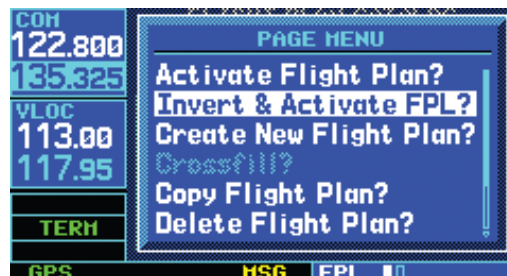 COM
122.800
135.325
VLOC
113.00
117.95
TERM
GPS
PAGE MENU
Activate Flight Plan?
Invert & Activate FPL?
Create New Flight Plan?
Crossfill?
Copy Flight Plan?
Delete Flight Plan?
MSG
FPL